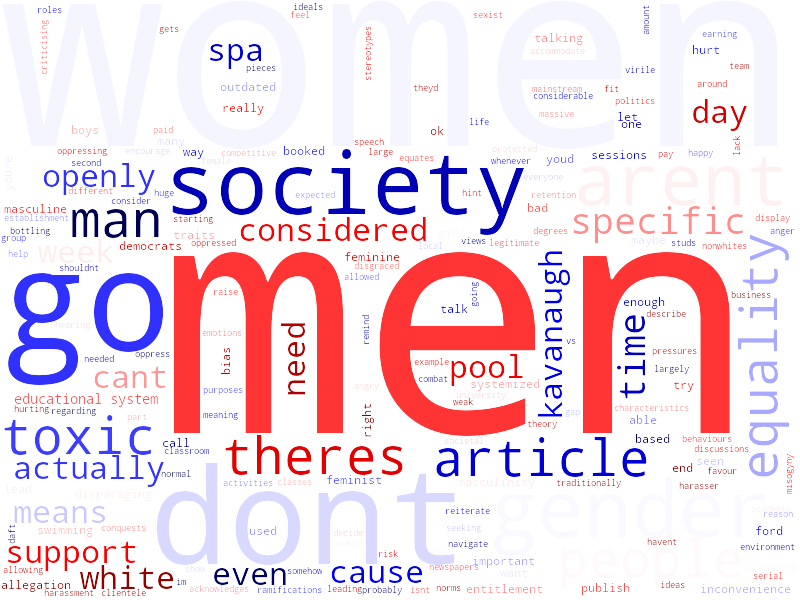 women
roles
gets
ideals
feel
sexist
amount
earning
criticising
spa
pieces
stereotypes
talking
accommodate
hurt
virile
team
outdated
really
theyd
mainstream
considerable
fit
around
politics
massive
let
one
day
boys
paid
many
ok
life
speech
lack
oppressing
second
encourage
way
competitive
booked
large
equates
protected
whenever
youd
sessions
pay
happy
youre
openly
different
female
everyone
arent
consider
huge
society
expected
hint
retention
masculine
establishment
man
starting
considered
bad
degrees
specific
display
bottling
traits
anger
group
week
democrats
oppressed
local
views
legitimate
maybe
studs
nonwhites
help
feminine
disgraced
shouldnt
allowed
go
men
raise
talk
going
kavanaugh
enough
business
hearing
emotions
need
remind
time
describe
equality
needed
oppress
bias
example
pool
vs
pressures
cant
combat
systemized
largely
try
educational system
purposes
angry
university
weak
characteristics
hurting
regarding
part
meaning
right
gap
able
theory
toxic
call
classroom
theres
societal
article
based
behaviours
discussions
actually
normal
seen
end
favour
misogyny
lead
disparaging
activities
classes
feminist
masculinity
traditionally
harasser
means
dont
gender
daft
swimming
conquests
used
decide
reiterate
seeking
navigate
havent
ford
reason
environment
support
risk
newspapers
important
want
people
allowing
white
im
show
even
somehow
cause
serial
allegation
harassment
clientele
acknowledges
ramifications
leading
probably
isnt
norms
entitlement
publish
ideas
inconvenience